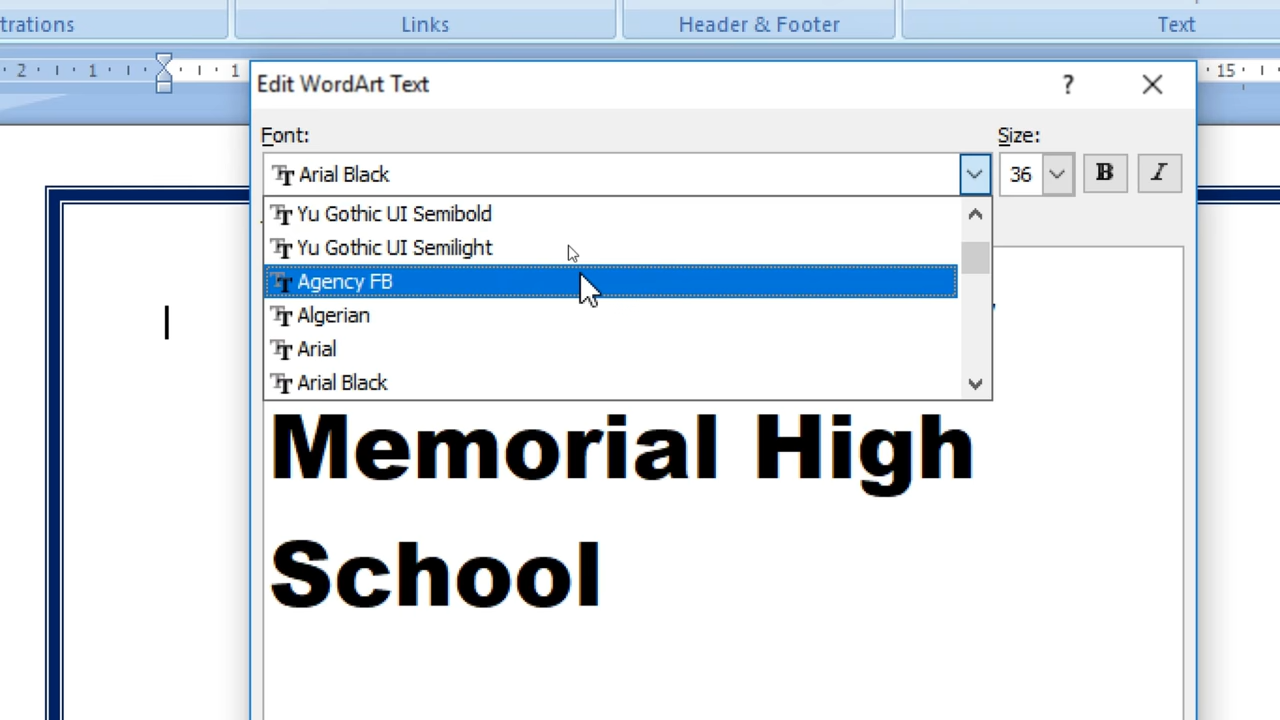 trations Links Header & Footer Text
2 1 1 15
Edit WordArt Text ?
Font: Size:
Arial Black 36 B I
Yu Gothic UI Semibold
Yu Gothic UI Semilight
Agency FB
Algerian
Arial
Arial Black
Memorial High
School